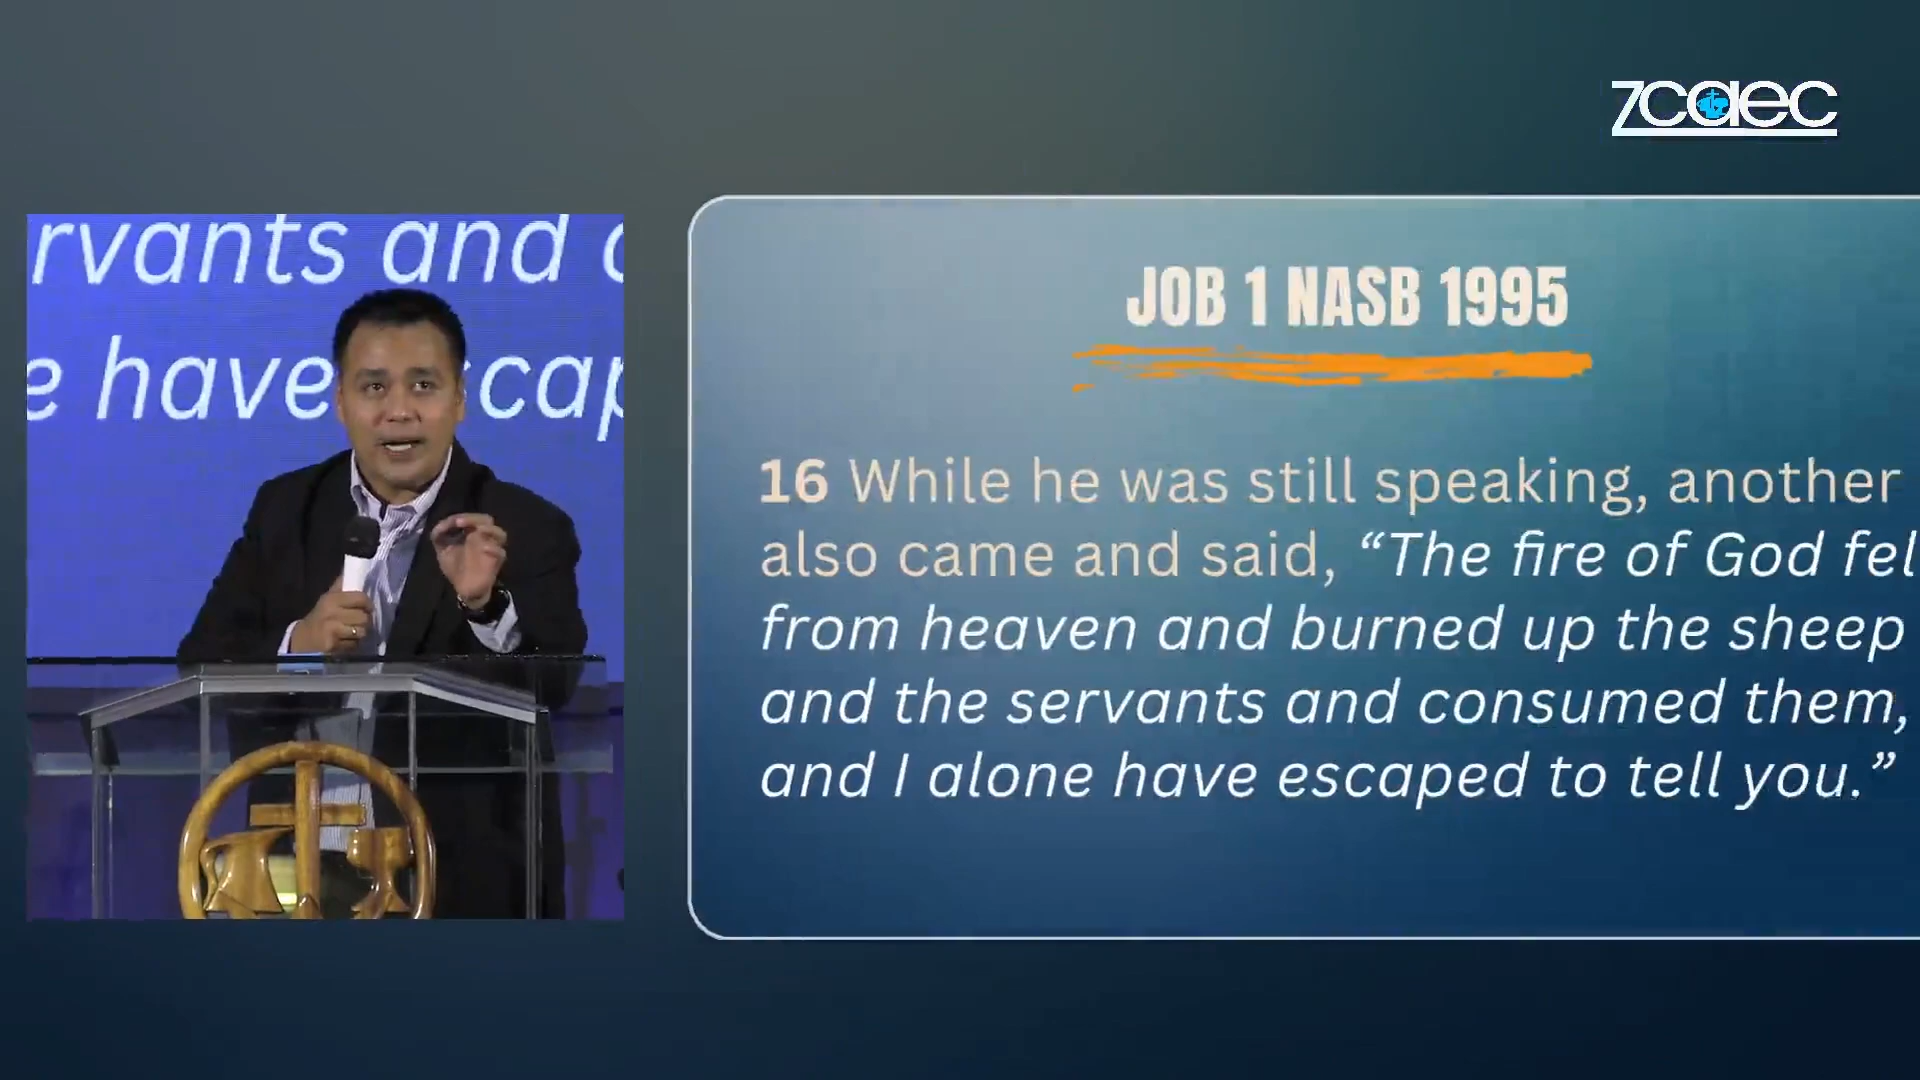 zcaec
rvants and
e have scap
JOB 1 NASB 1995
16 While he was still speaking, another
also came and said, “The fire of God fel
from heaven and burned up the sheep
and the servants and consumed them,
and I alone have escaped to tell you.”